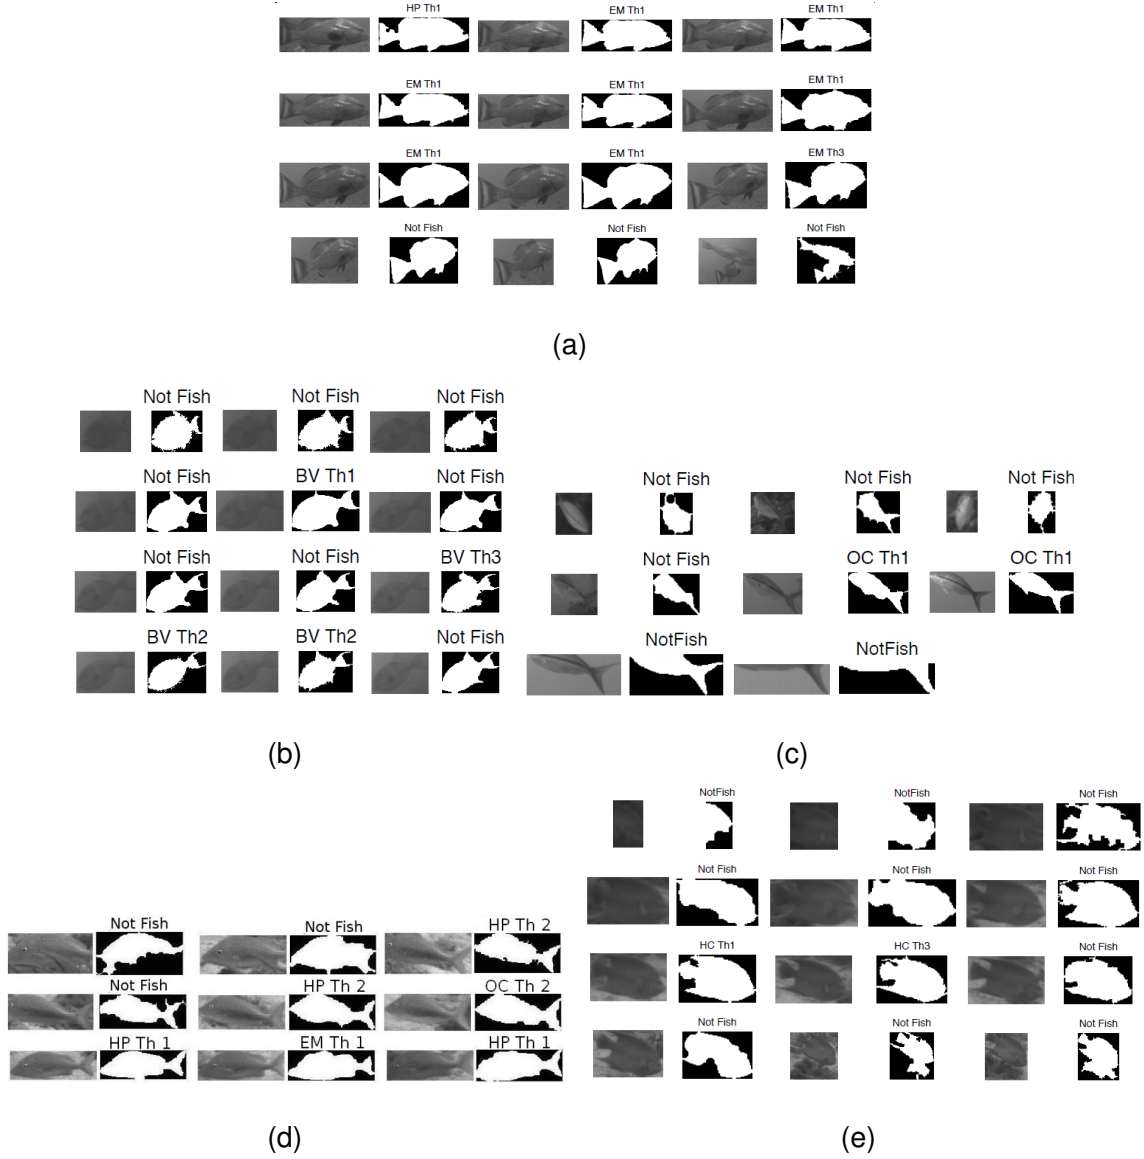 HP Th1 EM Th1 EM Th1
EM Th1 EM Th1 EM Th1
EM Th1 EM Th1 EM Th3
Not Fish Not Fish Not Fish
(a)
Not Fish Not Fish Not Fish
Not Fish BV Th1 Not Fish
Not Fish Not Fish BV Th3
BV Th2 BV Th2 Not Fish
(b)
Not Fish Not Fish Not Fish
Not Fish OC Th1 OC Th1
NotFish NotFish
(c)
Not Fish Not Fish HP Th 2
Not Fish HP Th 2 OC Th 2
HP Th 1 EM Th 1 HP Th 1
(d)
NotFish NotFish Not Fish
Not Fish Not Fish Not Fish
HC Th1 HC Th3 Not Fish
Not Fish Not Fish Not Fish
(e)